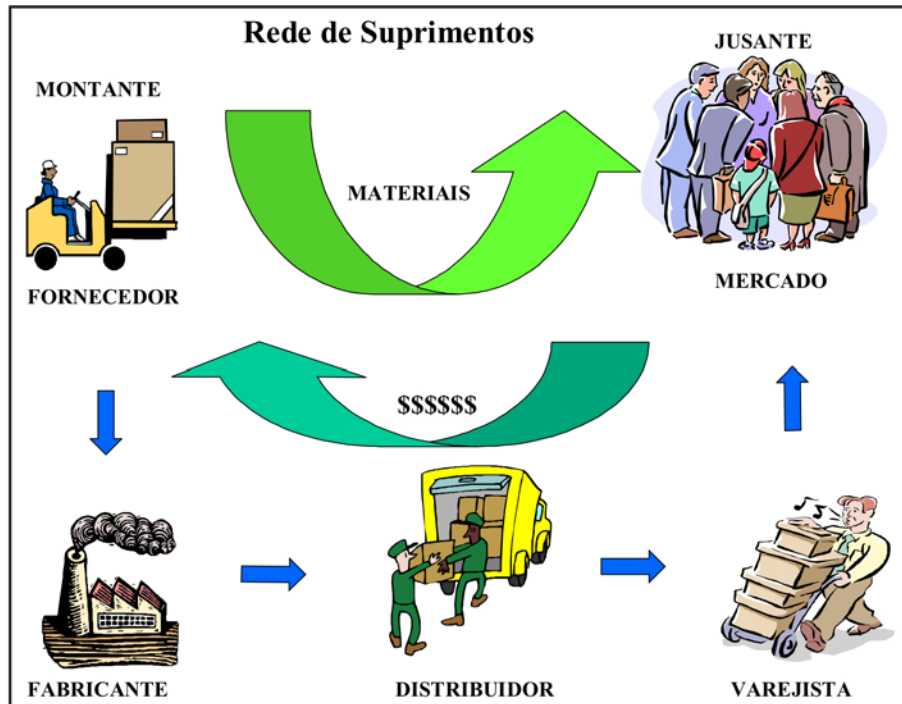 Rede de Suprimentos
JUSANTE
MONTANTE
MATERIAIS
FORNECEDOR
MERCADO
$$$$$$
FABRICANTE
DISTRIBUIDOR
VAREJISTA